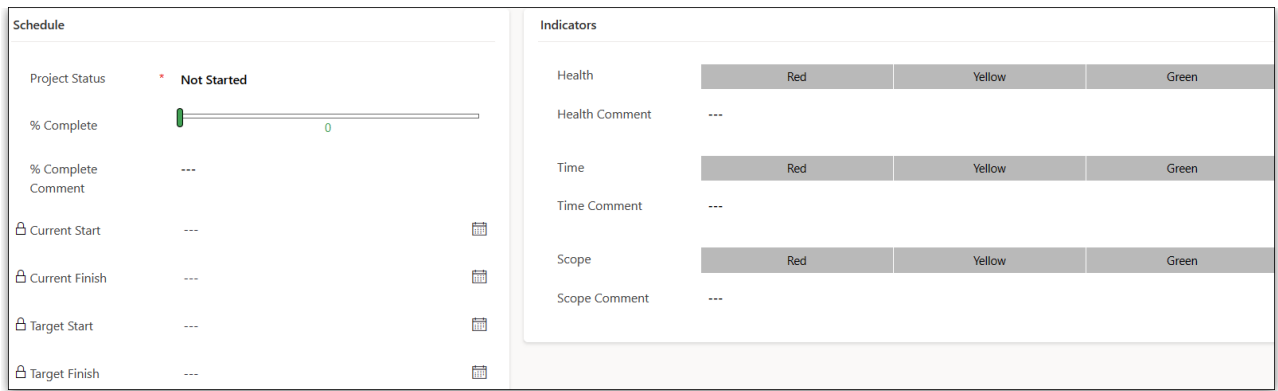 Schedule
Project Status * Not Started
% Complete
0
% Complete
Comment
---
Current Start ---
Current Finish ---
Target Start ---
Target Finish ---
Indicators
Health Red Yellow Green
Health Comment ---
Time Red Yellow Green
Time Comment ---
Scope Red Yellow Green
Scope Comment ---